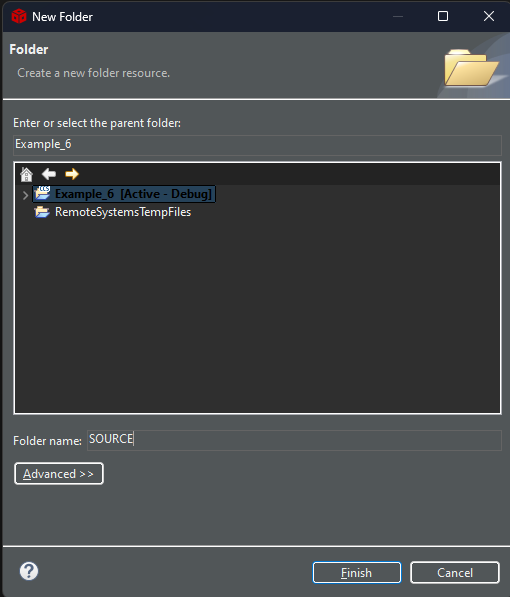 New Folder
Folder
Create a new folder resource.
Enter or select the parent folder:
Example_6
Example_6 [Active - Debug]
RemoteSystemsTempFiles
Folder name: SOURCE
Advanced >>
Finish Cancel